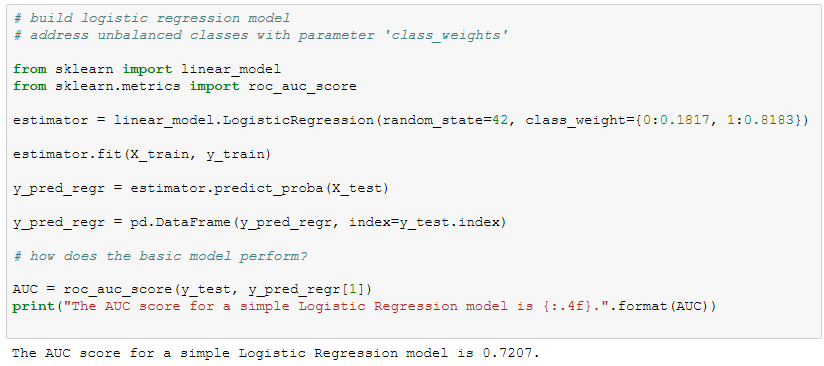 # build logistic regression model
# address unbalanced classes with parameter 'class_weights'
from sklearn import linear_model
from sklearn.metrics import roc_auc_score
estimator = linear_model.LogisticRegression(random_state=42, class_weight={0:0.1817, 1:0.8183})
estimator.fit(X_train, y_train)
y_pred_regr = estimator.predict_proba(X_test)
y_pred_regr = pd.DataFrame(y_pred_regr, index=y_test.index)
# how does the basic model perform?
AUC = roc_auc_score(y_test, y_pred_regr[1])
print("The AUC score for a simple Logistic Regression model is {:.4f}.".format(AUC))
The AUC score for a simple Logistic Regression model is 0.7207.